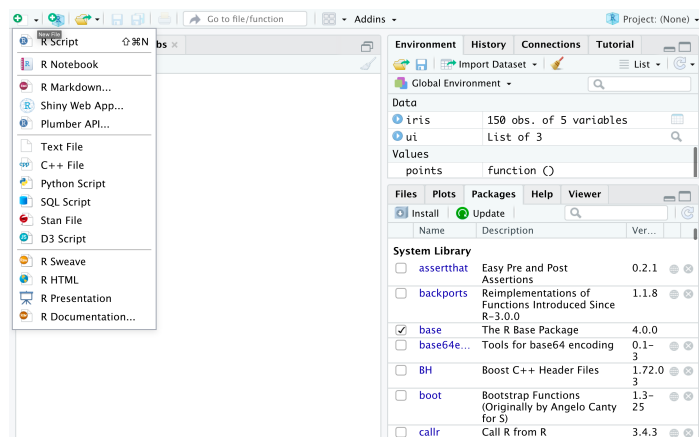 Go to file/function
Addins
Project: (None)
New File
R Script ⇧⌘N
R Notebook
R Markdown...
Shiny Web App...
Plumber API...
Text File
C++ File
Python Script
SQL Script
Stan File
D3 Script
R Sweave
R HTML
R Presentation
R Documentation...
bs ×
Environment History Connections Tutorial
Import Dataset List
Global Environment
Data
iris 150 obs. of 5 variables
ui List of 3
Values
points function ()
Files Plots Packages Help Viewer
Install Update
Name Description Ver...
System Library
assertthat Easy Pre and Post 0.2.1
Assertions
backports Reimplementations of 1.1.8
Functions Introduced Since
R-3.0.0
base The R Base Package 4.0.0
base64e... Tools for base64 encoding 0.1-
3
BH Boost C++ Header Files 1.72.0
3
boot Bootstrap Functions 1.3-
(Originally by Angelo Canty 25
for S)
callr Call R from R 3.4.3